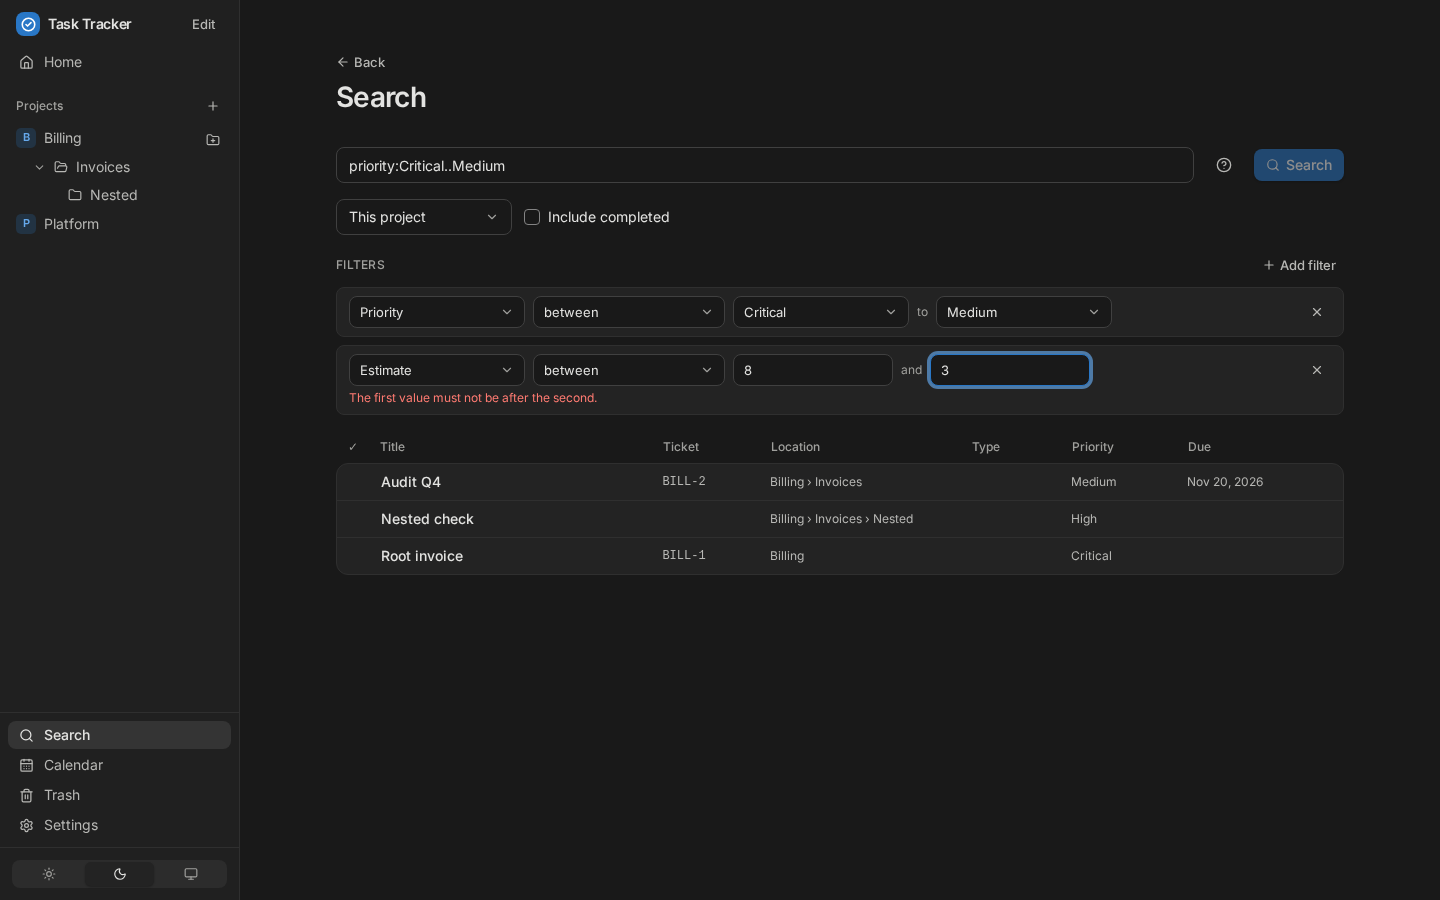 Task Tracker
Edit
Home
Projects
B Billing
Invoices
Nested
P Platform
Search
Calendar
Trash
Settings
Back
Search
priority:Critical..Medium
Search
This project
Include completed
FILTERS
Add filter
Priority between Critical to Medium
Estimate between 8 and 3
The first value must not be after the second.
✓ Title Ticket Location Type Priority Due
Audit Q4 BILL-2 Billing › Invoices Medium Nov 20, 2026
Nested check Billing › Invoices › Nested High
Root invoice BILL-1 Billing Critical